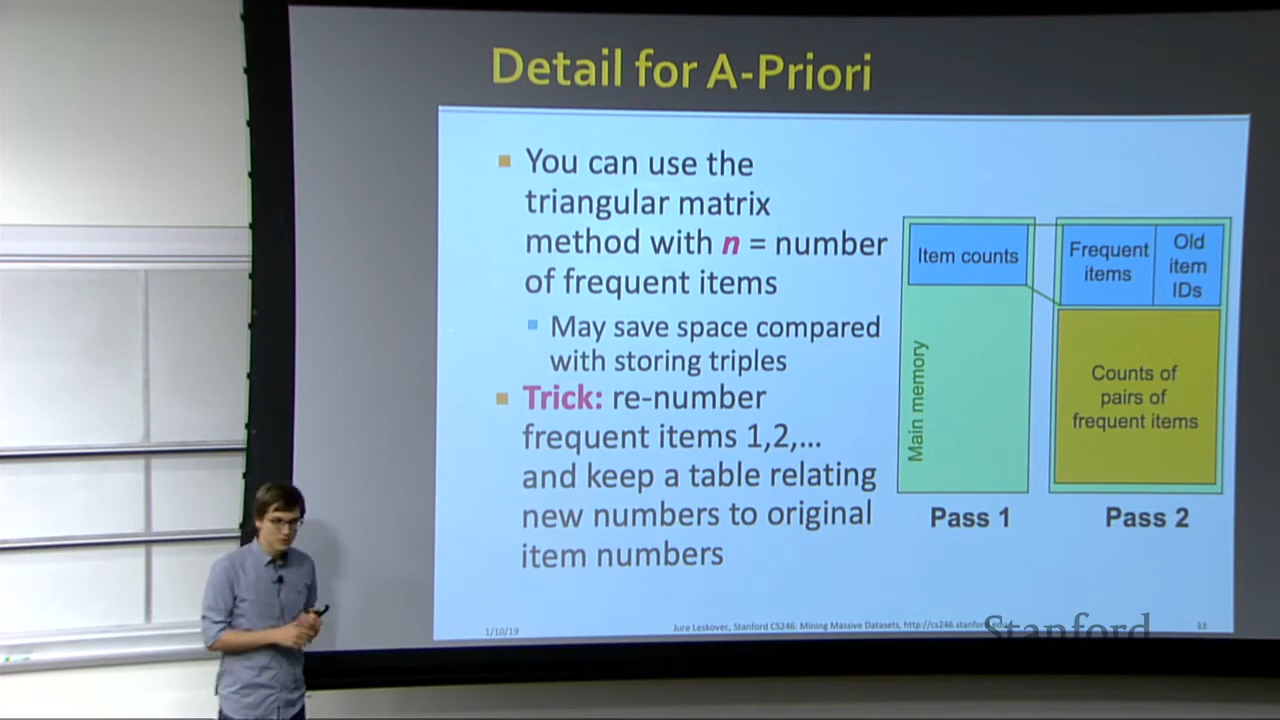 Detail for A-Priori
You can use the
triangular matrix
method with n = number
of frequent items
May save space compared
with storing triples
Trick: re-number
frequent items 1,2,...
and keep a table relating
new numbers to original
item numbers
Item counts
Main memory
Pass 1
Frequent
items
Old
item
IDs
Counts of
pairs of
frequent items
Pass 2
1/10/19
Jure Leskovec, Stanford CS246: Mining Massive Datasets, http://cs246.stanford.edu
Stanford